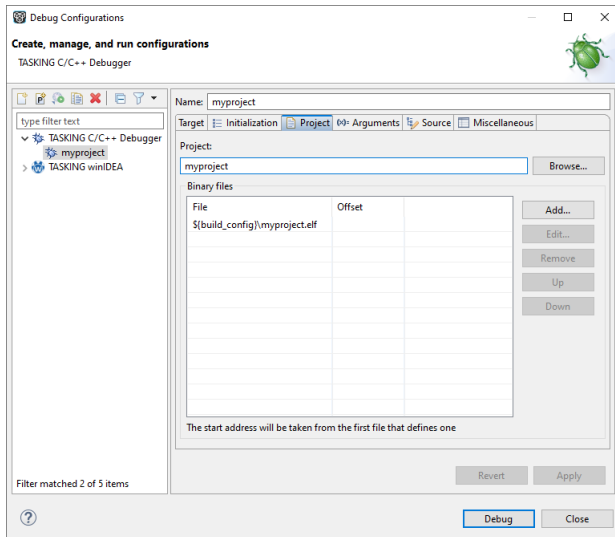 Debug Configurations
Create, manage, and run configurations
TASKING C/C++ Debugger
type filter text
TASKING C/C++ Debugger
myproject
TASKING winIDEA
Filter matched 2 of 5 items
Name: myproject
Target Initialization Project (x)= Arguments Source Miscellaneous
Project:
myproject Browse...
Binary files
File Offset
${build_config}\myproject.elf
Add...
Edit...
Remove
Up
Down
The start address will be taken from the first file that defines one
Revert Apply
Debug Close